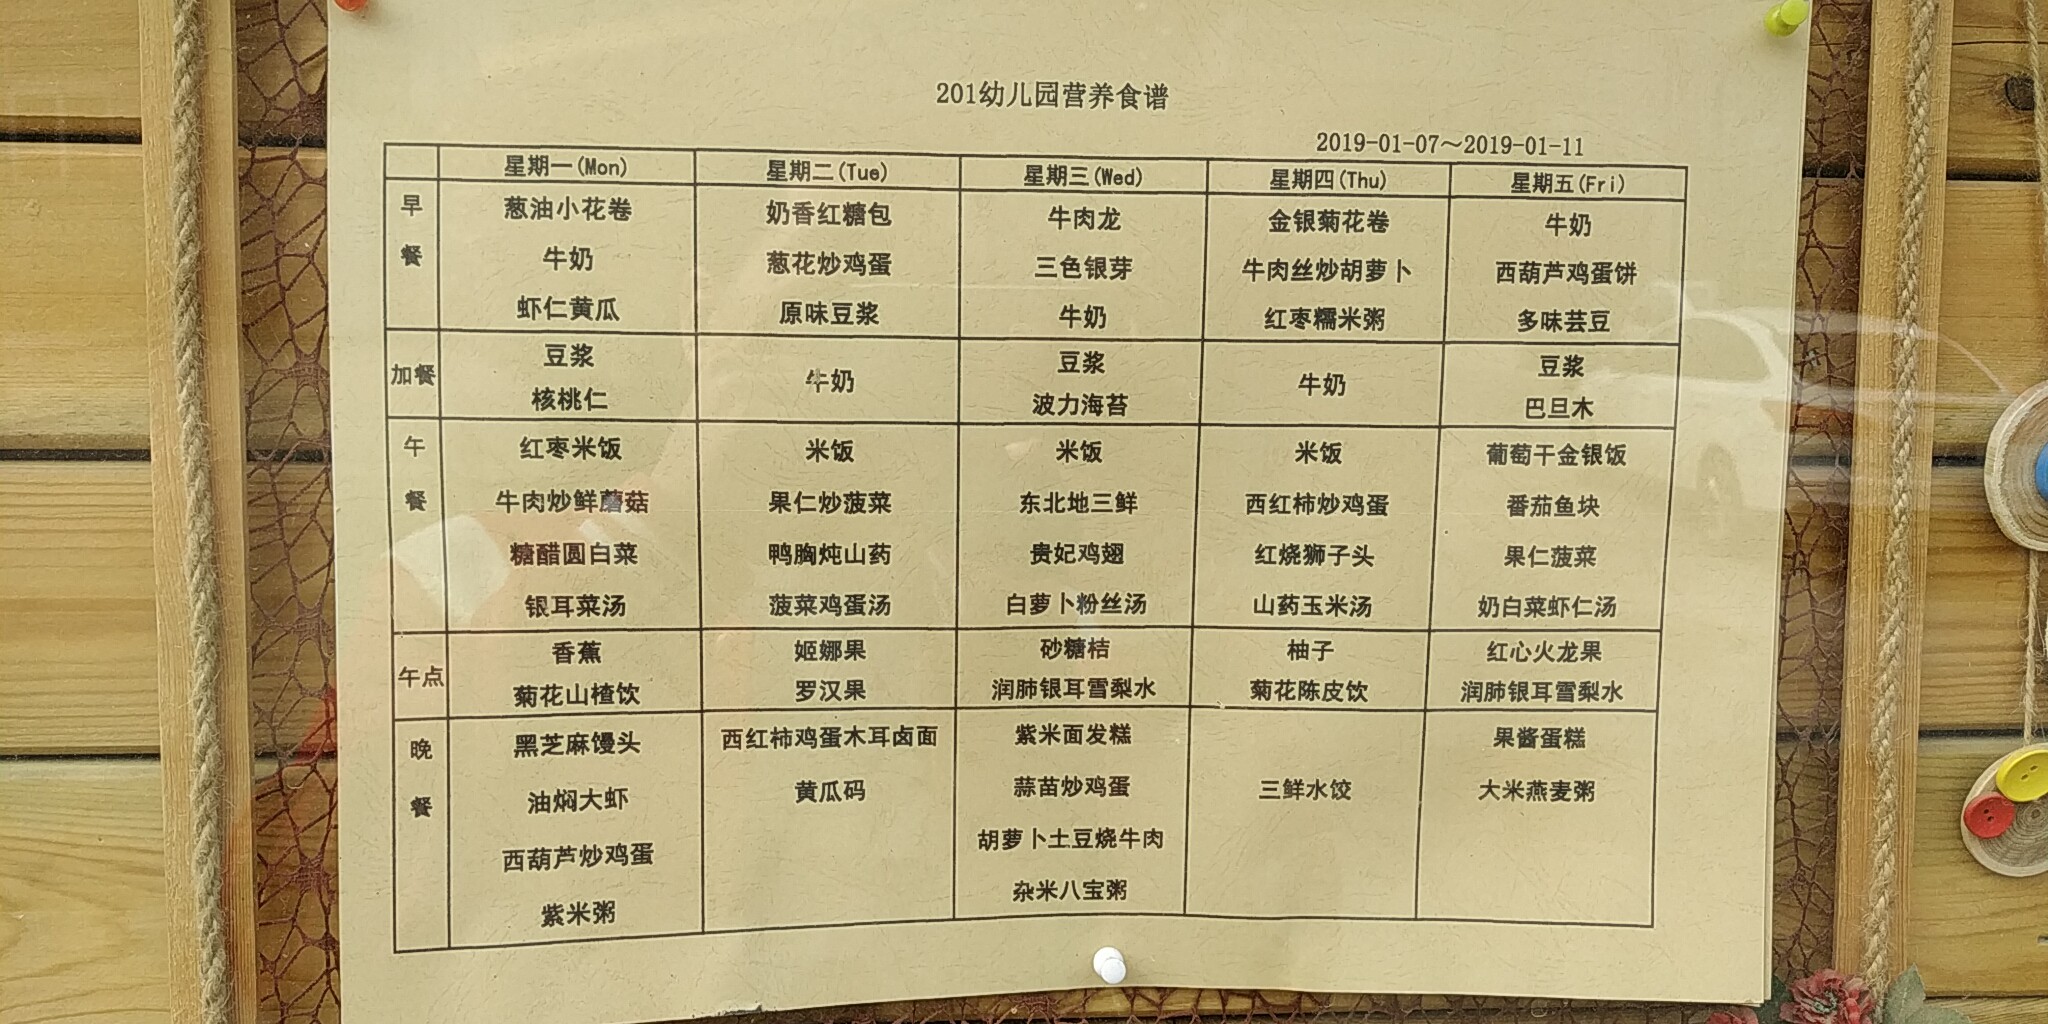 201幼儿园营养食谱
2019-01-07～2019-01-11
星期一(Mon) 星期二(Tue) 星期三(Wed) 星期四(Thu) 星期五(Fri)
早餐
葱油小花卷 奶香红糖包 牛肉龙 金银菊花卷 牛奶
牛奶 葱花炒鸡蛋 三色银芽 牛肉丝炒胡萝卜 西葫芦鸡蛋饼
虾仁黄瓜 原味豆浆 牛奶 红枣糯米粥 多味芸豆
加餐
豆浆 牛奶 豆浆 牛奶 豆浆
核桃仁 波力海苔 巴旦木
午餐
红枣米饭 米饭 米饭 米饭 葡萄干金银饭
牛肉炒鲜蘑菇 果仁炒菠菜 东北地三鲜 西红柿炒鸡蛋 番茄鱼块
糖醋圆白菜 鸭胸炖山药 贵妃鸡翅 红烧狮子头 果仁菠菜
银耳菜汤 菠菜鸡蛋汤 白萝卜粉丝汤 山药玉米汤 奶白菜虾仁汤
午点
香蕉 姬娜果 砂糖桔 柚子 红心火龙果
菊花山楂饮 罗汉果 润肺银耳雪梨水 菊花陈皮饮 润肺银耳雪梨水
晚餐
黑芝麻馒头 西红柿鸡蛋木耳卤面 紫米面发糕 三鲜水饺 果酱蛋糕
油焖大虾 黄瓜码 蒜苗炒鸡蛋 大米燕麦粥
西葫芦炒鸡蛋 胡萝卜土豆烧牛肉
紫米粥 杂米八宝粥